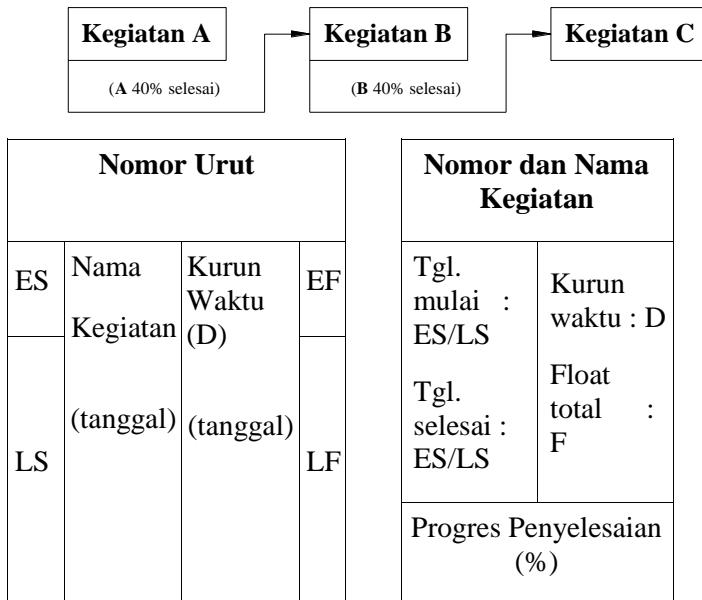 Kegiatan A
Kegiatan B
Kegiatan C
(A 40% selesai)
(B 40% selesai)
Nomor Urut
ES
Nama
Kegiatan
(tanggal)
Kurun
Waktu
(D)
(tanggal)
EF
LS
LF
Nomor dan Nama
Kegiatan
Tgl.
mulai :
ES/LS
Tgl.
selesai :
ES/LS
Kurun
waktu : D
Float
total :
F
Progres Penyelesaian
(%)